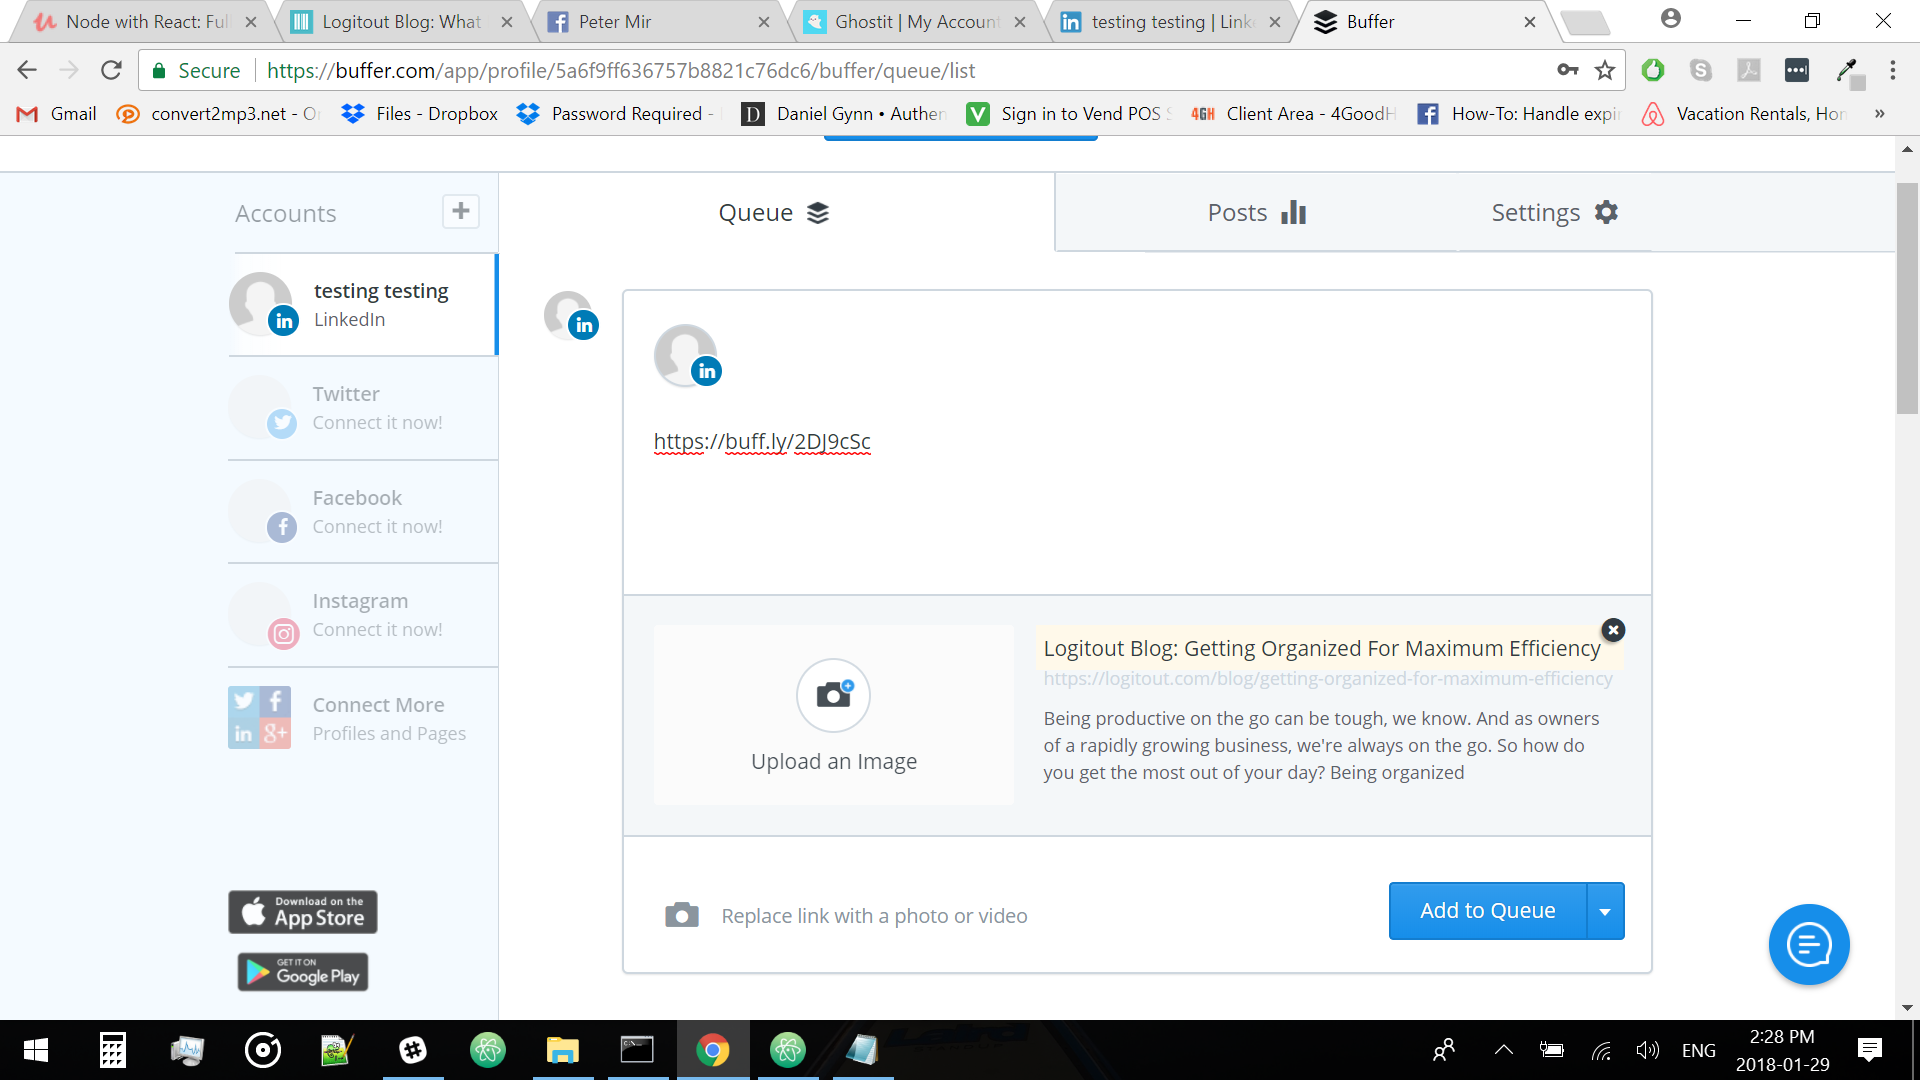 Node with React: Ful
Logitout Blog: What
Peter Mir
Ghostit | My Accoun
testing testing | Link
Buffer
Secure
https://buffer.com/app/profile/5a6f9ff636757b8821c76dc6/buffer/queue/list
Gmail
convert2mp3.net - O
Files - Dropbox
Password Required -
D
Daniel Gynn • Authen
V
Sign in to Vend POS S
4GH
Client Area - 4GoodH
How-To: Handle expi
Vacation Rentals, Hom
»
Accounts
Queue
Posts
Settings
testing testing
LinkedIn
Twitter
Connect it now!
Facebook
Connect it now!
Instagram
Connect it now!
Connect More
Profiles and Pages
https://buff.ly/2DJ9cSc
Upload an Image
Logitout Blog: Getting Organized For Maximum Efficiency
https://logitout.com/blog/getting-organized-for-maximum-efficiency
Being productive on the go can be tough, we know. And as owners
of a rapidly growing business, we're always on the go. So how do
you get the most out of your day? Being organized
Replace link with a photo or video
Add to Queue
Download on the
App Store
GET IT ON
Google Play
ENG
2:28 PM
2018-01-29